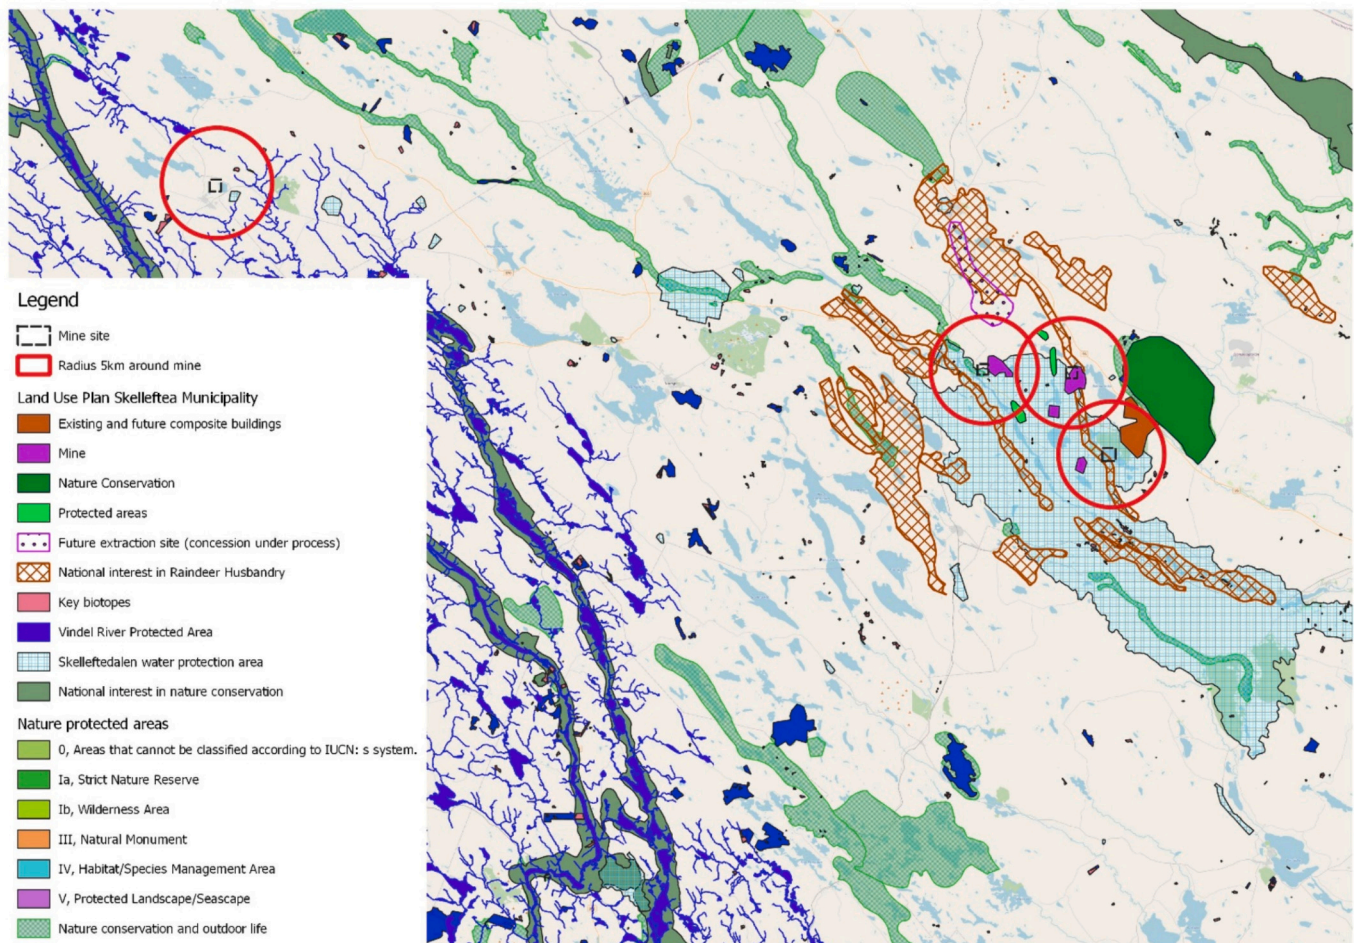 Legend
Mine site
Radius 5km around mine
Land Use Plan Skelleftea Municipality
Existing and future composite buildings
Mine
Nature Conservation
Protected areas
Future extraction site (concession under process)
National interest in Raindeer Husbandry
Key biotopes
Vindel River Protected Area
Skelleftedalen water protection area
National interest in nature conservation
Nature protected areas
0, Areas that cannot be classified according to IUCN: s system.
Ia, Strict Nature Reserve
Ib, Wilderness Area
III, Natural Monument
IV, Habitat/Species Management Area
V, Protected Landscape/Seascape
Nature conservation and outdoor life